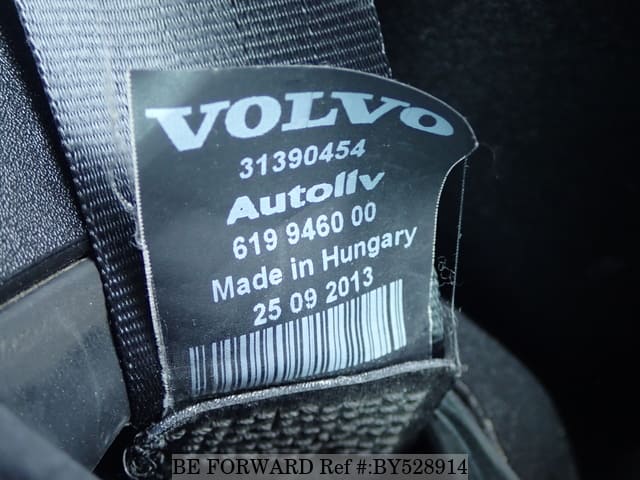 VOLVO
31390454
Autoliv
619 9460 00
Made in Hungary
25 09 2013
BE FORWARD Ref #:BY528914